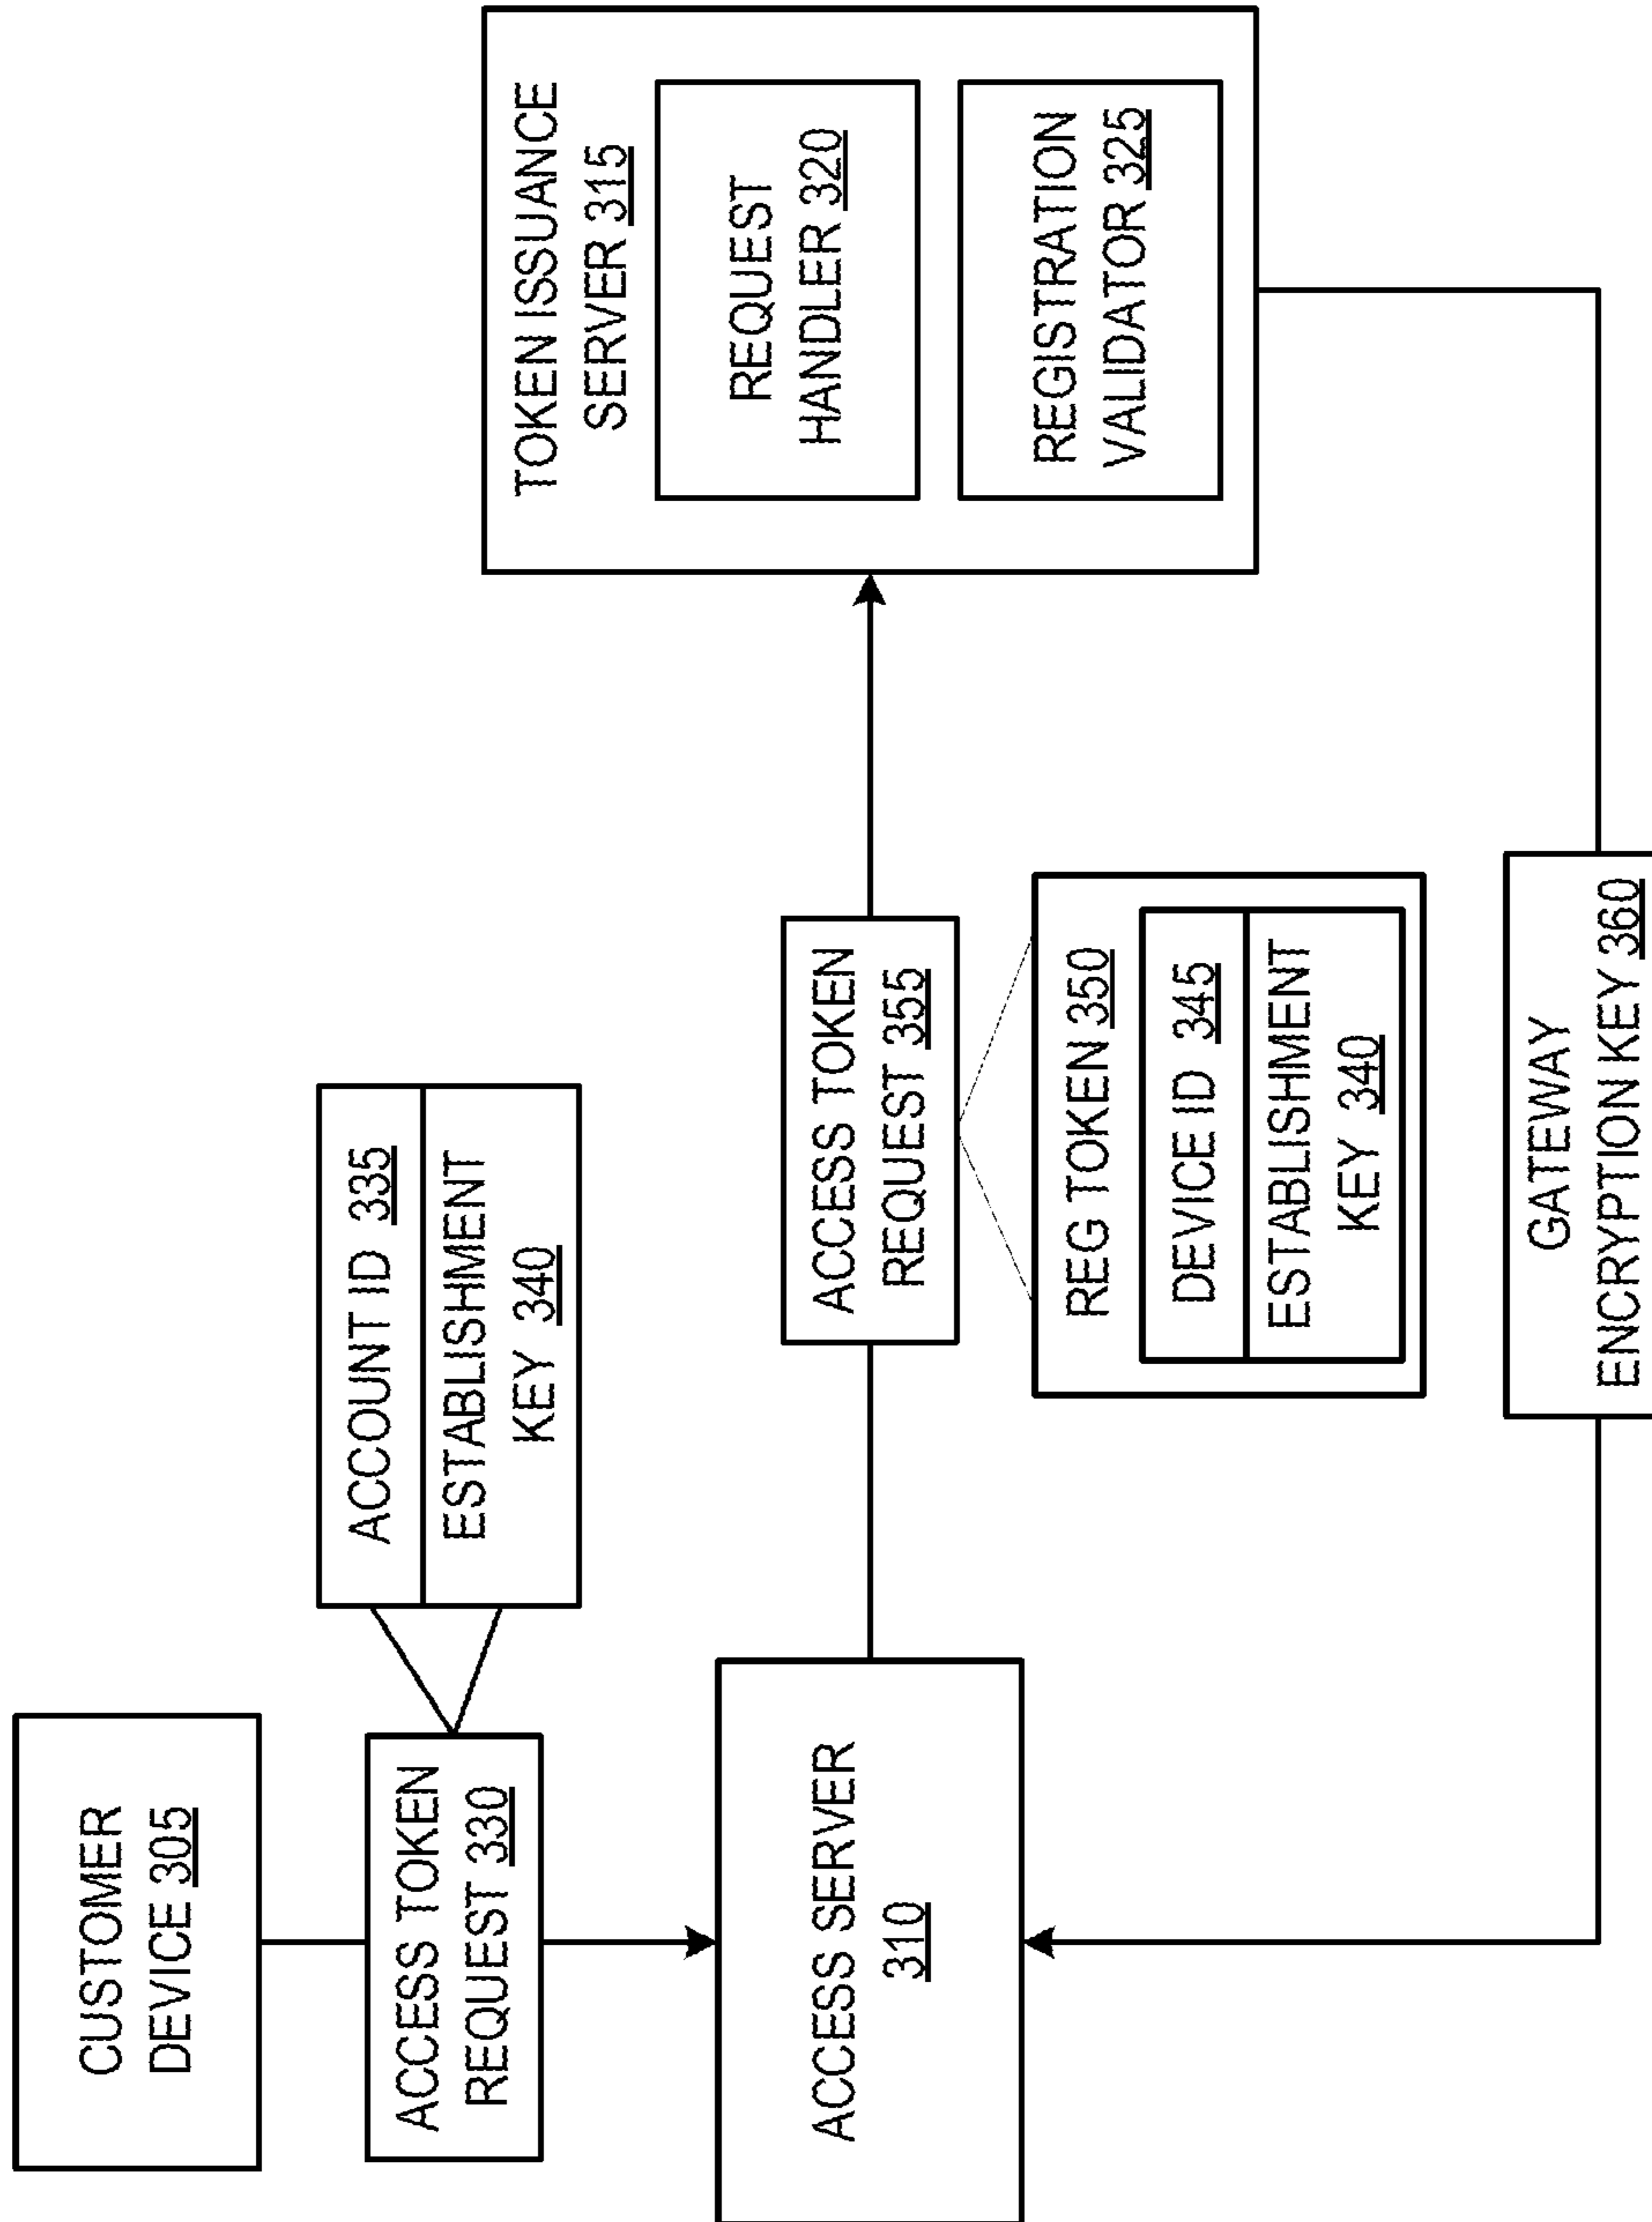 CUSTOMER
DEVICE 305
ACCESS TOKEN
REQUEST 330
ACCOUNT ID 335
ESTABLISHMENT
KEY 340
ACCESS SERVER
310
ACCESS TOKEN
REQUEST 355
REG TOKEN 350
DEVICE ID 345
ESTABLISHMENT
KEY 340
TOKEN ISSUANCE
SERVER 315
REQUEST
HANDLER 320
REGISTRATION
VALIDATOR 325
GATEWAY
ENCRYPTION KEY 360